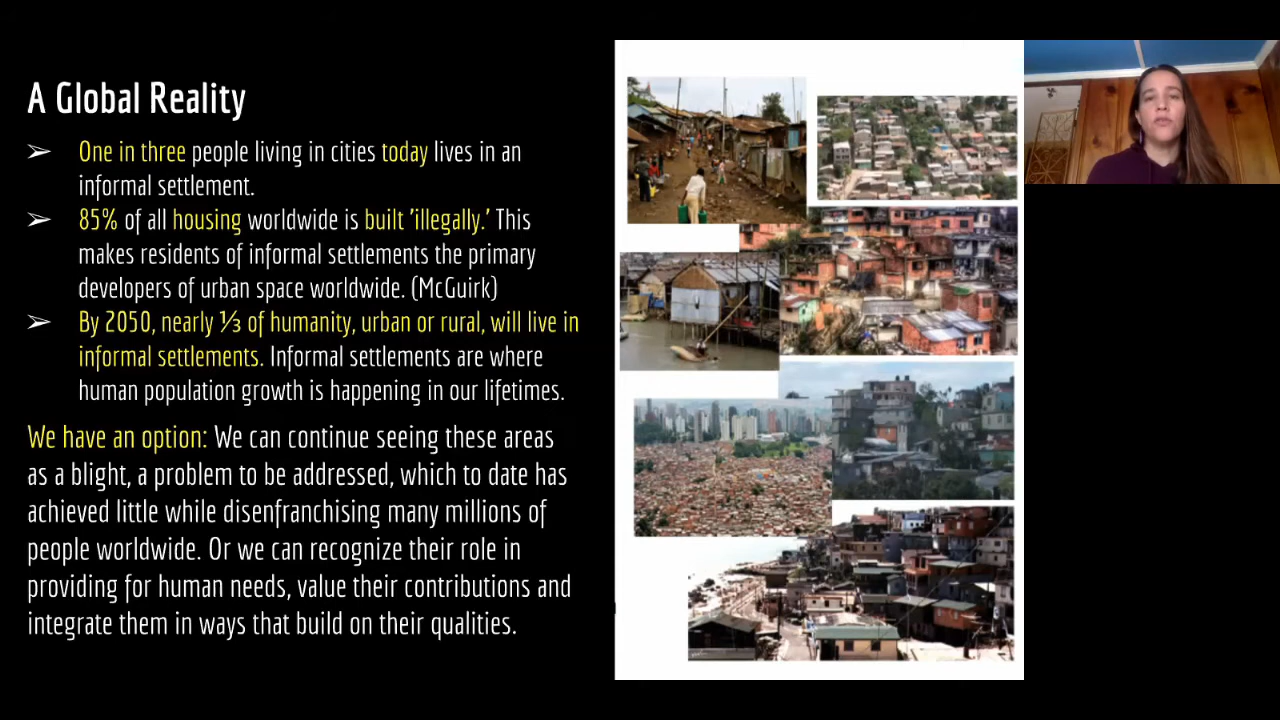 A Global Reality
➢ One in three people living in cities today lives in an
informal settlement.
➢ 85% of all housing worldwide is built 'illegally.' This
makes residents of informal settlements the primary
developers of urban space worldwide. (McGuirk)
➢ By 2050, nearly ⅓ of humanity, urban or rural, will live in
informal settlements. Informal settlements are where
human population growth is happening in our lifetimes.
We have an option: We can continue seeing these areas
as a blight, a problem to be addressed, which to date has
achieved little while disenfranchising many millions of
people worldwide. Or we can recognize their role in
providing for human needs, value their contributions and
integrate them in ways that build on their qualities.